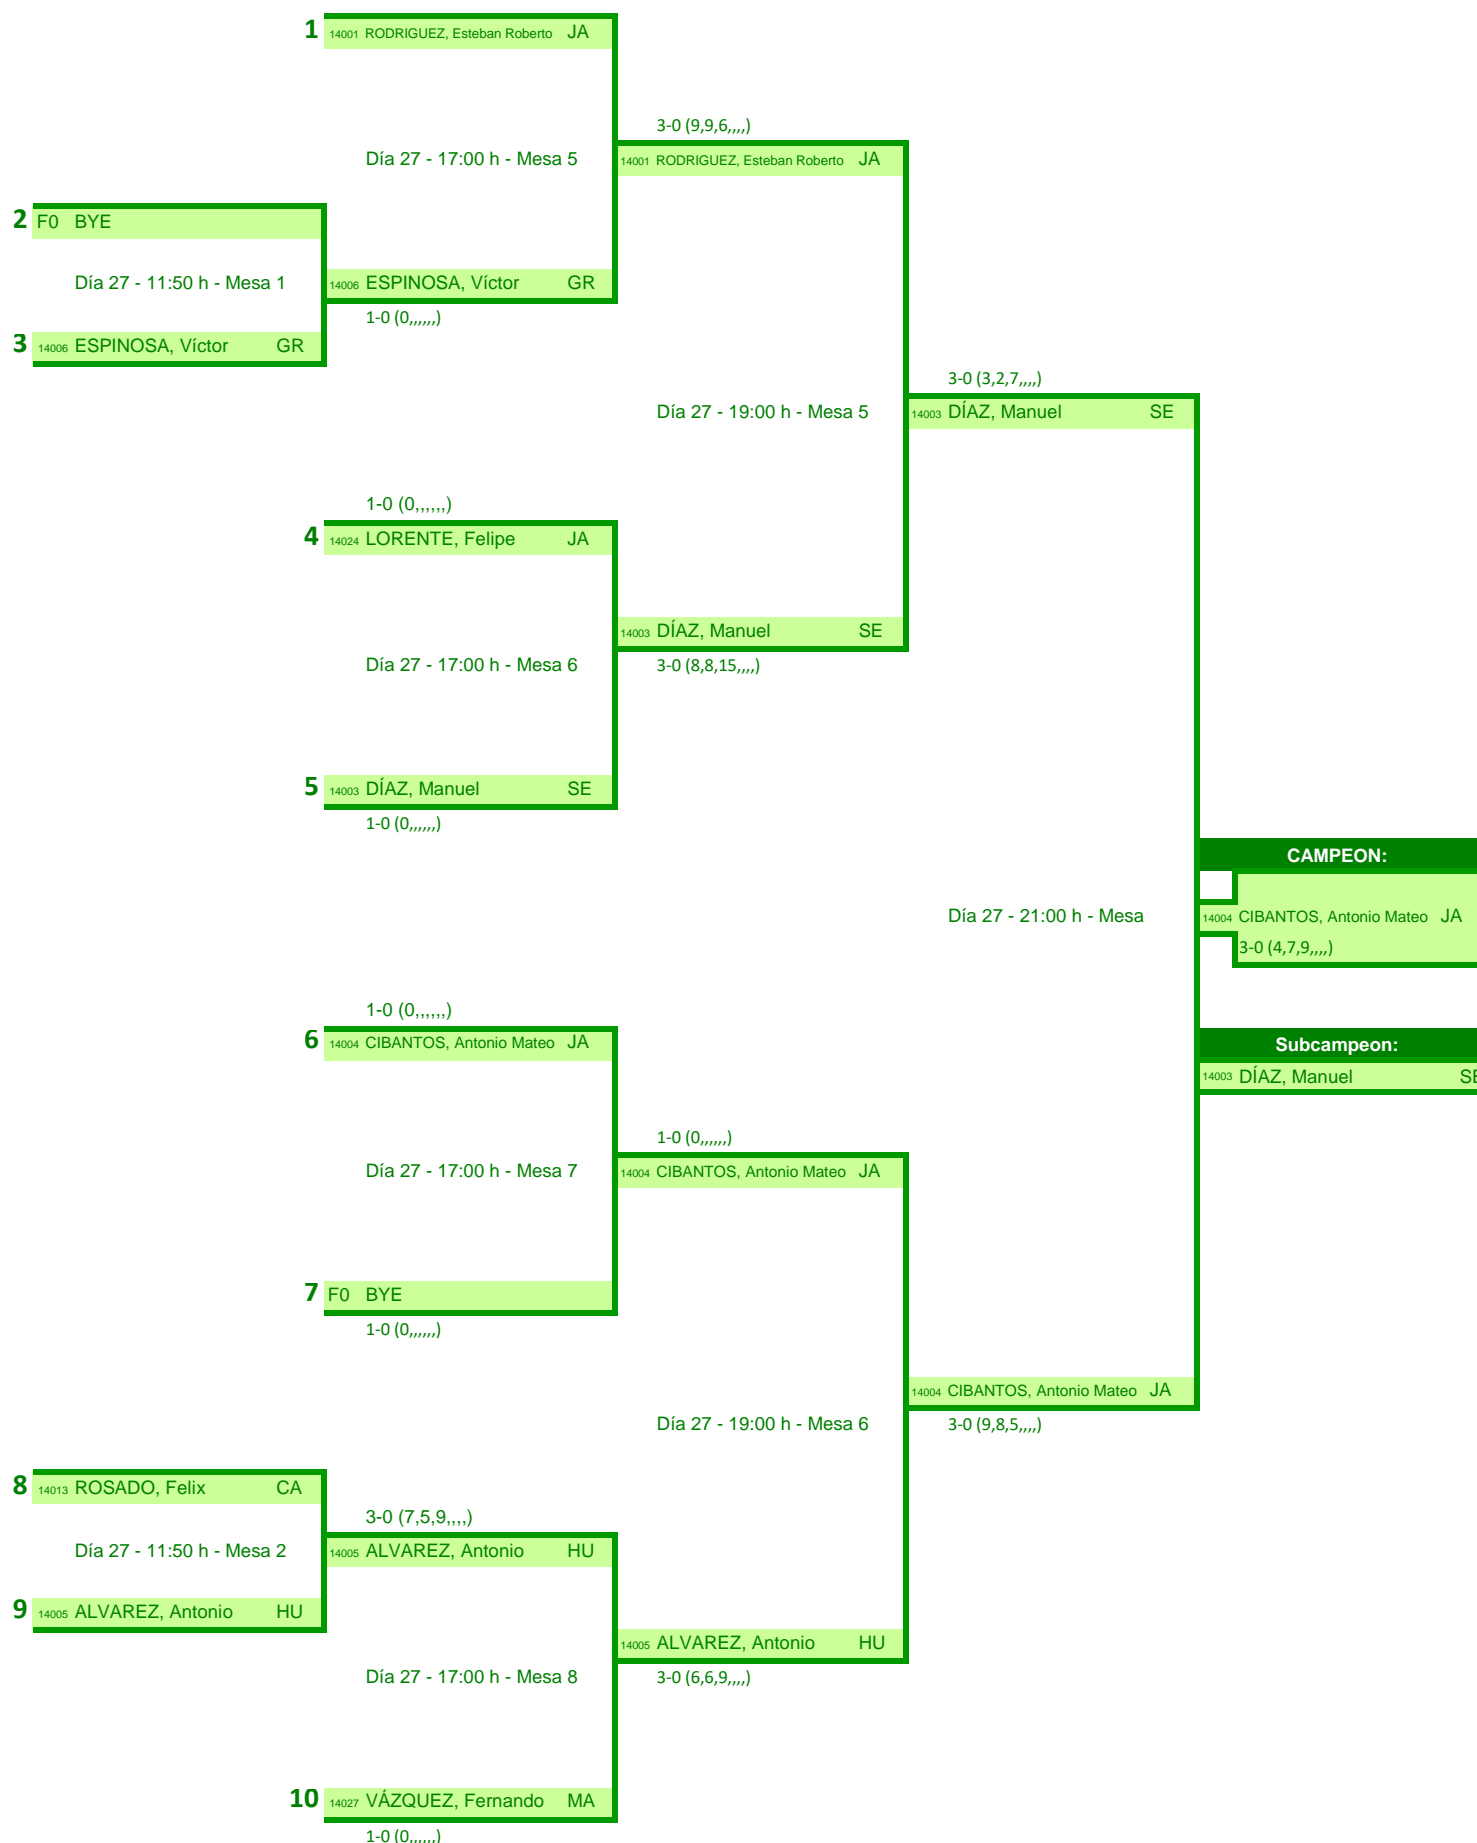 1 14001 RODRIGUEZ, Esteban Roberto JA
3-0 (9,9,6,,,,)
Día 27 - 17:00 h - Mesa 5
14001 RODRIGUEZ, Esteban Roberto JA
2 F0 BYE
Día 27 - 11:50 h - Mesa 1
14006 ESPINOSA, Víctor GR
1-0 (0,,,,,,)
3 14006 ESPINOSA, Víctor GR
3-0 (3,2,7,,,,)
Día 27 - 19:00 h - Mesa 5
14003 DÍAZ, Manuel SE
1-0 (0,,,,,,)
4 14024 LORENTE, Felipe JA
14003 DÍAZ, Manuel SE
Día 27 - 17:00 h - Mesa 6
3-0 (8,8,15,,,,)
5 14003 DÍAZ, Manuel SE
1-0 (0,,,,,,)
CAMPEON:
Día 27 - 21:00 h - Mesa
14004 CIBANTOS, Antonio Mateo JA
3-0 (4,7,9,,,,)
1-0 (0,,,,,,)
6 14004 CIBANTOS, Antonio Mateo JA
Subcampeon:
14003 DÍAZ, Manuel SE
1-0 (0,,,,,,)
Día 27 - 17:00 h - Mesa 7
14004 CIBANTOS, Antonio Mateo JA
7 F0 BYE
1-0 (0,,,,,,)
14004 CIBANTOS, Antonio Mateo JA
Día 27 - 19:00 h - Mesa 6
3-0 (9,8,5,,,,)
8 14013 ROSADO, Felix CA
3-0 (7,5,9,,,,)
Día 27 - 11:50 h - Mesa 2
14005 ALVAREZ, Antonio HU
9 14005 ALVAREZ, Antonio HU
14005 ALVAREZ, Antonio HU
Día 27 - 17:00 h - Mesa 8
3-0 (6,6,9,,,,)
10 14027 VÁZQUEZ, Fernando MA
1-0 (0,,,,,,)